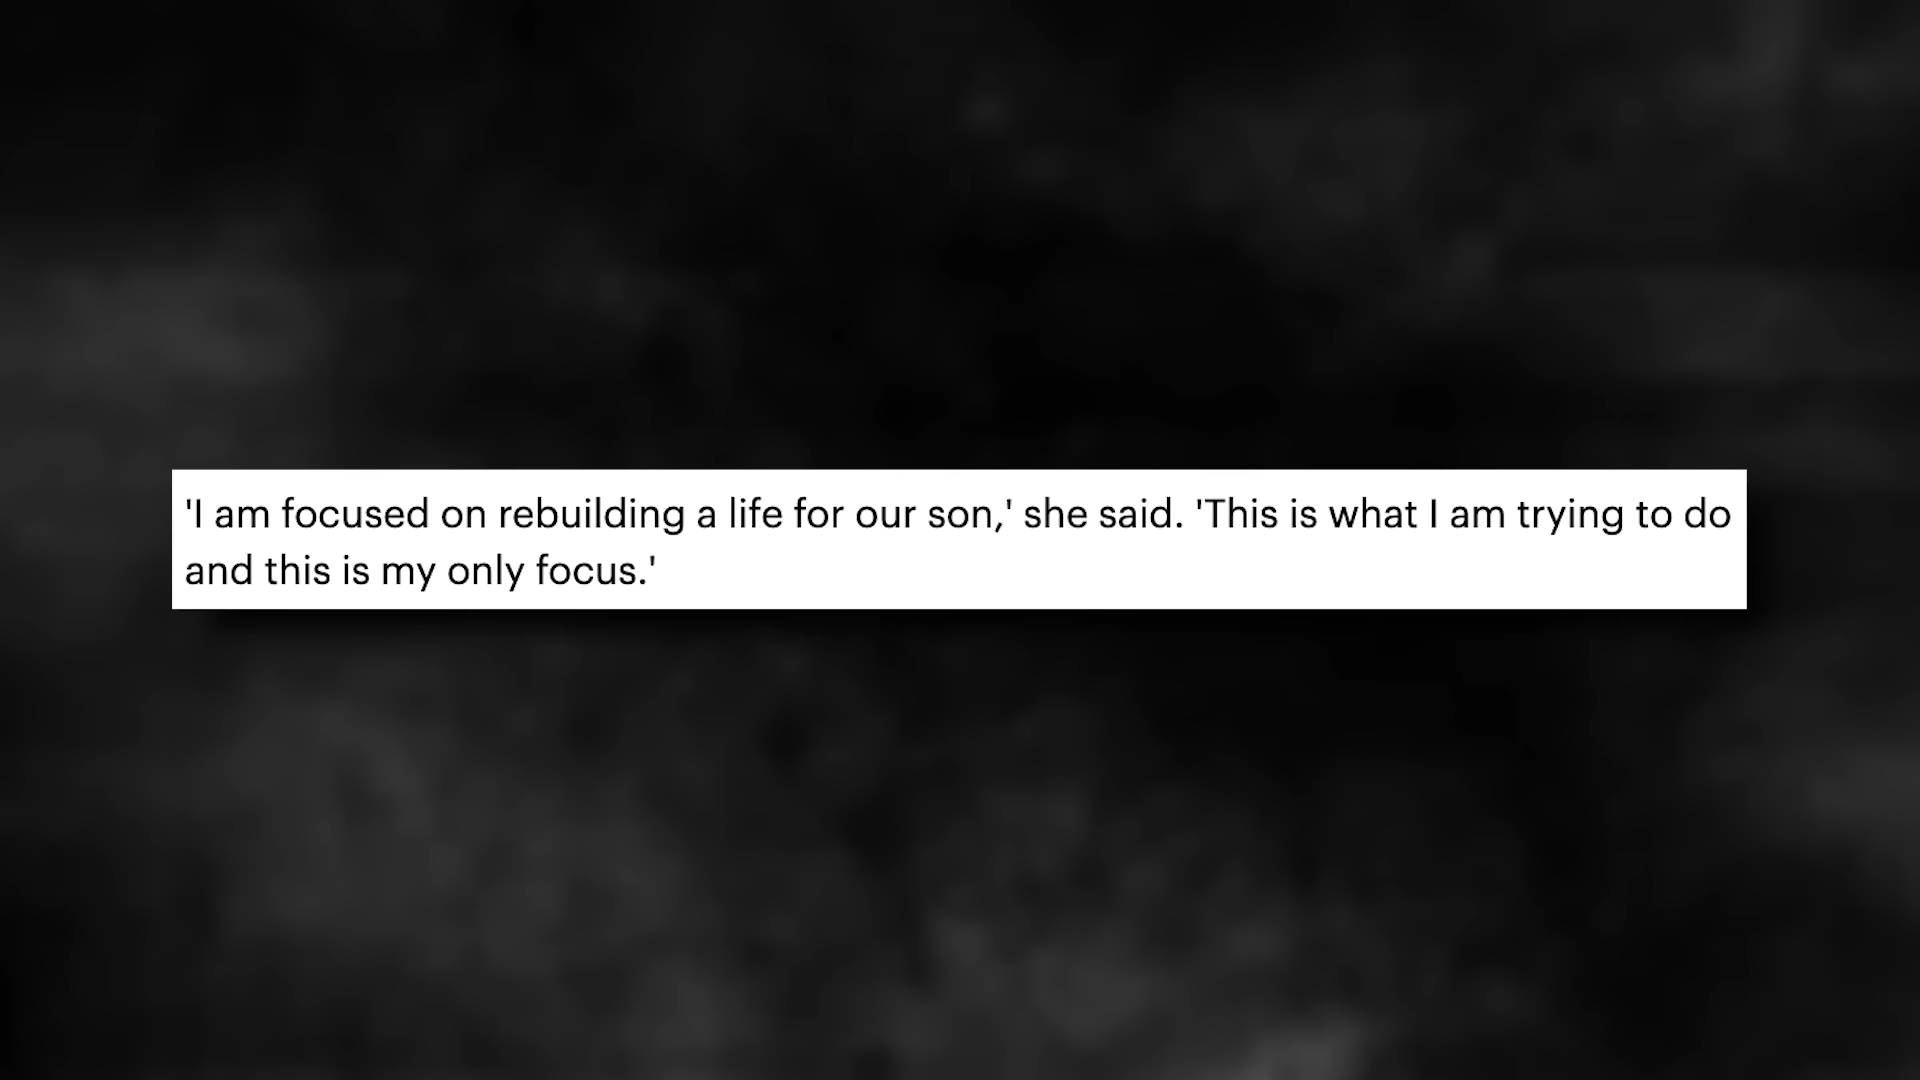 'I am focused on rebuilding a life for our son,' she said. 'This is what I am trying to do
and this is my only focus.'